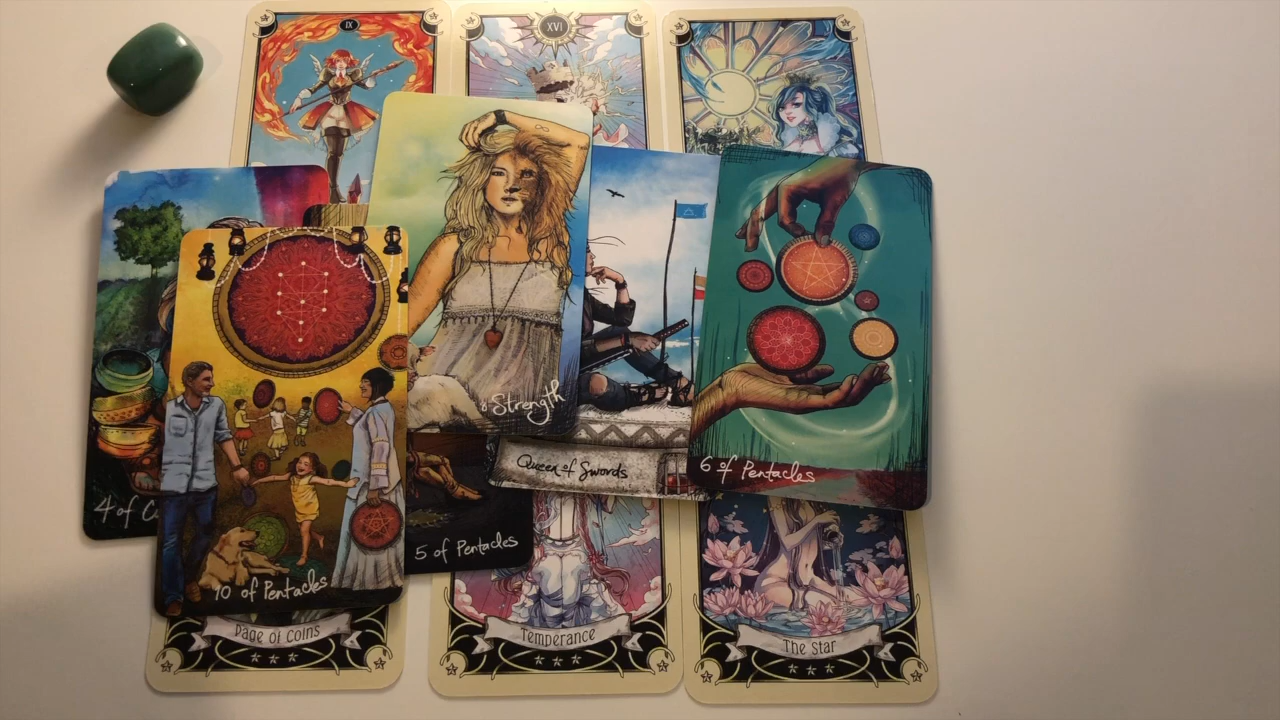 IX
XVI
8 Strength
Queen of Swords
6 of Pentacles
4 of
5 of Pentacles
10 of Pentacles
Page of Coins
Temperance
The Star